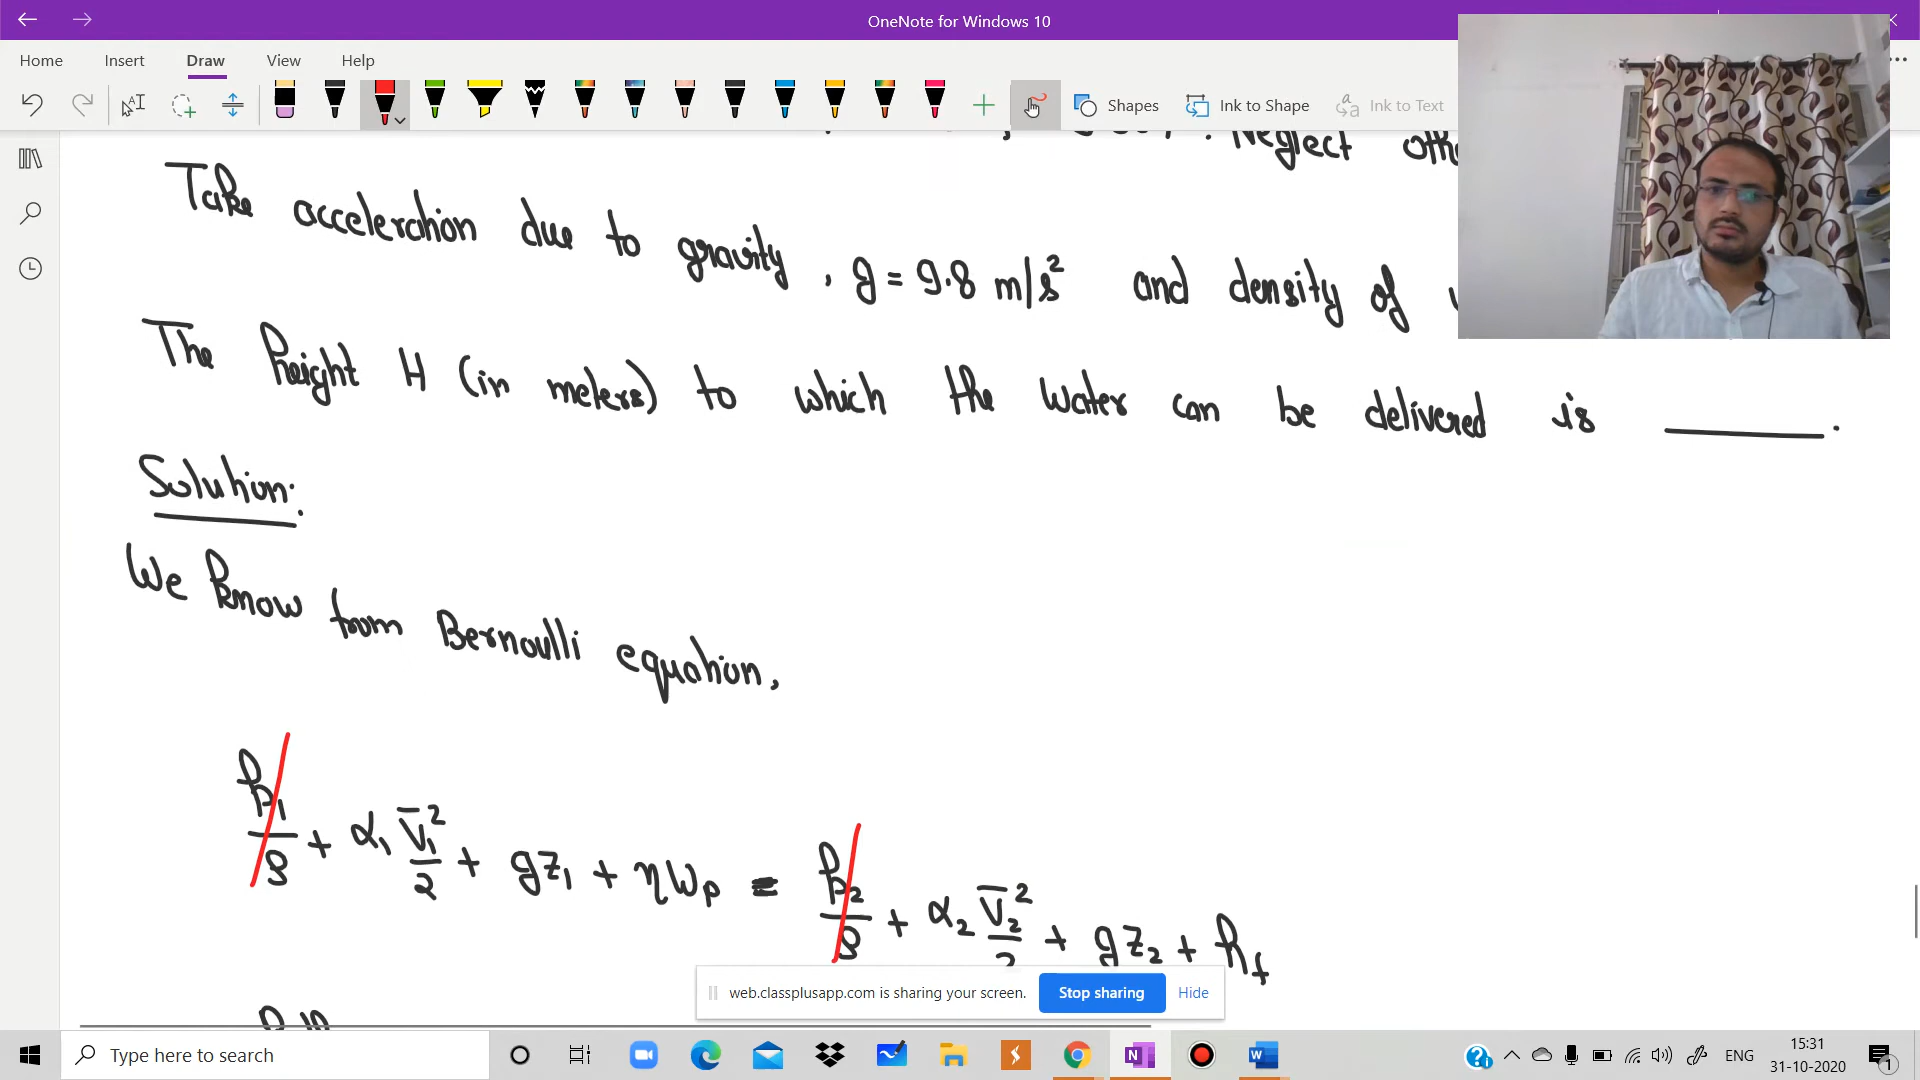 OneNote for Windows 10
Home Insert Draw View Help
Shapes Ink to Shape Ink to Text
. Neglect
Take acceleration due to gravity, g = 9.8 m/s² and density of
The height H (in meters) to which the water can be delivered is ______.
Solution:
We know from Bernoulli equation,
p₁/ρ + α₁ V̄₁²/2 + gz₁ + ηWp = p₂/ρ + α₂ V̄₂²/2 + gz₂ + hf
web.classplusapp.com is sharing your screen. Stop sharing Hide
Type here to search
ENG
15:31
31-10-2020
1